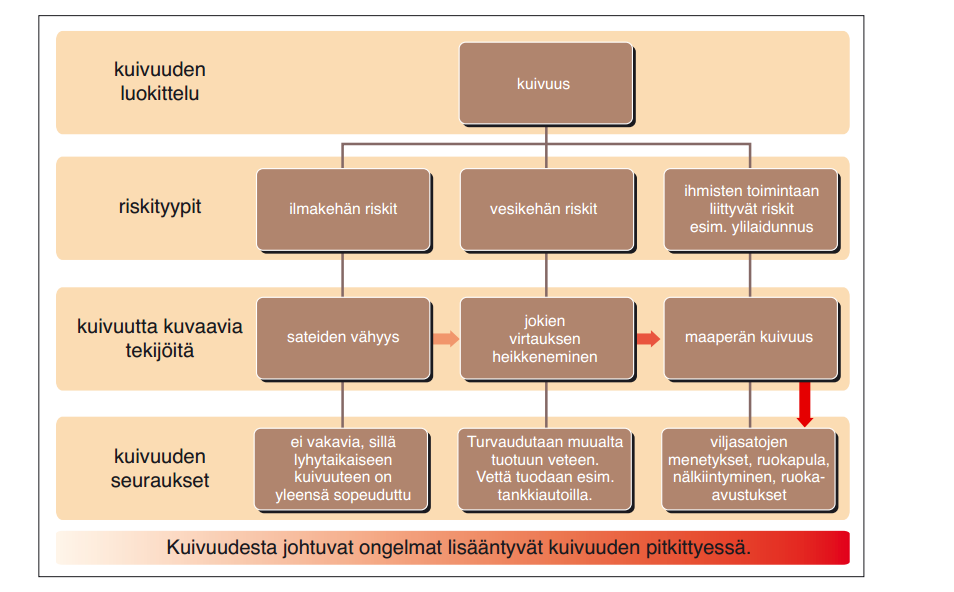 kuivuuden
luokittelu
kuivuus
riskityypit
ilmakehän riskit
vesikehän riskit
ihmisten toimintaan
liittyvät riskit
esim. ylilaidunnus
kuivuutta kuvaavia
tekijöitä
sateiden vähyys
jokien
virtauksen
heikkeneminen
maaperän kuivuus
kuivuuden
seuraukset
ei vakavia, sillä
lyhytaikaiseen
kuivuuteen on
yleensä sopeuduttu
Turvaudutaan muualta
tuotuun veteen.
Vettä tuodaan esim.
tankkiautoilla.
viljasatojen
menetykset, ruokapula,
nälkiintyminen, ruoka-
avustukset
Kuivuudesta johtuvat ongelmat lisääntyvät kuivuuden pitkittyessä.